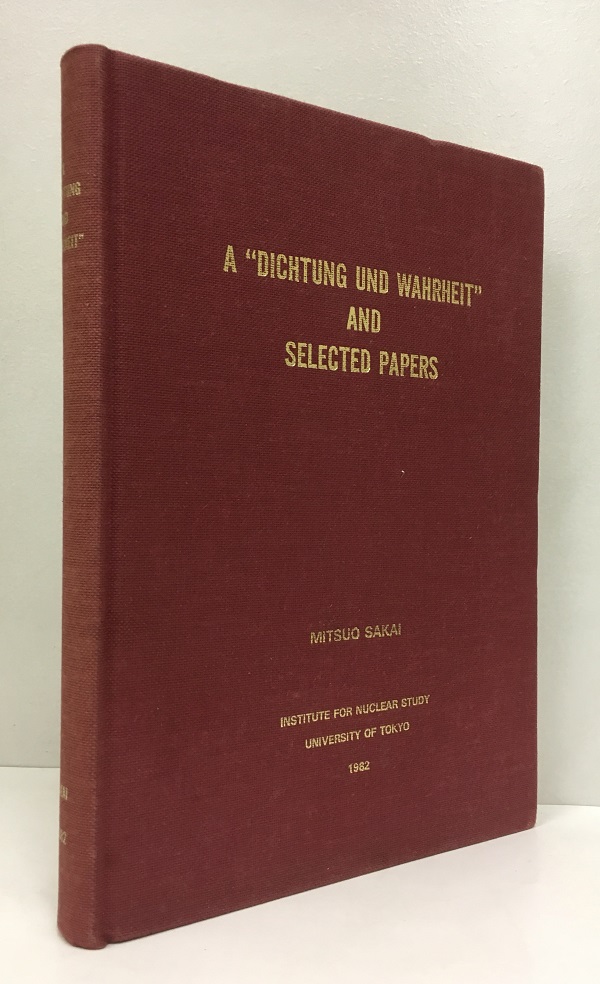 A "DICHTUNG UND WAHRHEIT"
AND
SELECTED PAPERS
MITSUO SAKAI
INSTITUTE FOR NUCLEAR STUDY
UNIVERSITY OF TOKYO
1982